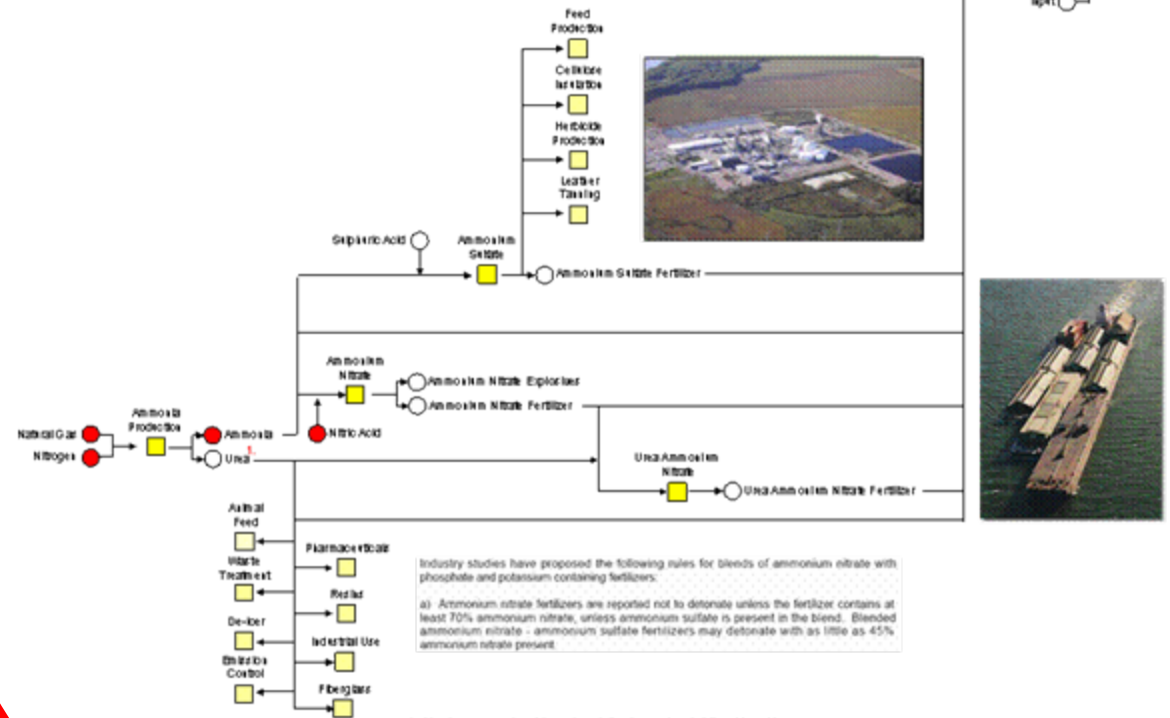 Feed
Production
Cellulose
Insulation
Herbicide
Production
Leather
Tanning
Sulphuric Acid
Ammonium
Sulfate
Ammonium Sulfate Fertilizer
Ammonium
Nitrate
Ammonium Nitrate Explosives
Ammonium Nitrate Fertilizer
Nitric Acid
Ammonia
Production
Natural Gas
Nitrogen
Ammonia
Urea
1.
Urea Ammonium
Nitrate
Urea Ammonium Nitrate Fertilizer
Animal
Feed
Waste
Treatment
De-Icer
Emission
Control
Pharmaceuticals
Resins
Industrial Use
Fiberglass
Industry studies have proposed the following rules for blends of ammonium nitrate with
phosphate and potassium containing fertilizers:
a) Ammonium nitrate fertilizers are reported not to detonate unless the fertilizer contains at
least 70% ammonium nitrate, unless ammonium sulfate is present in the blend. Blended
ammonium nitrate - ammonium sulfate fertilizers may detonate with as little as 45%
ammonium nitrate present